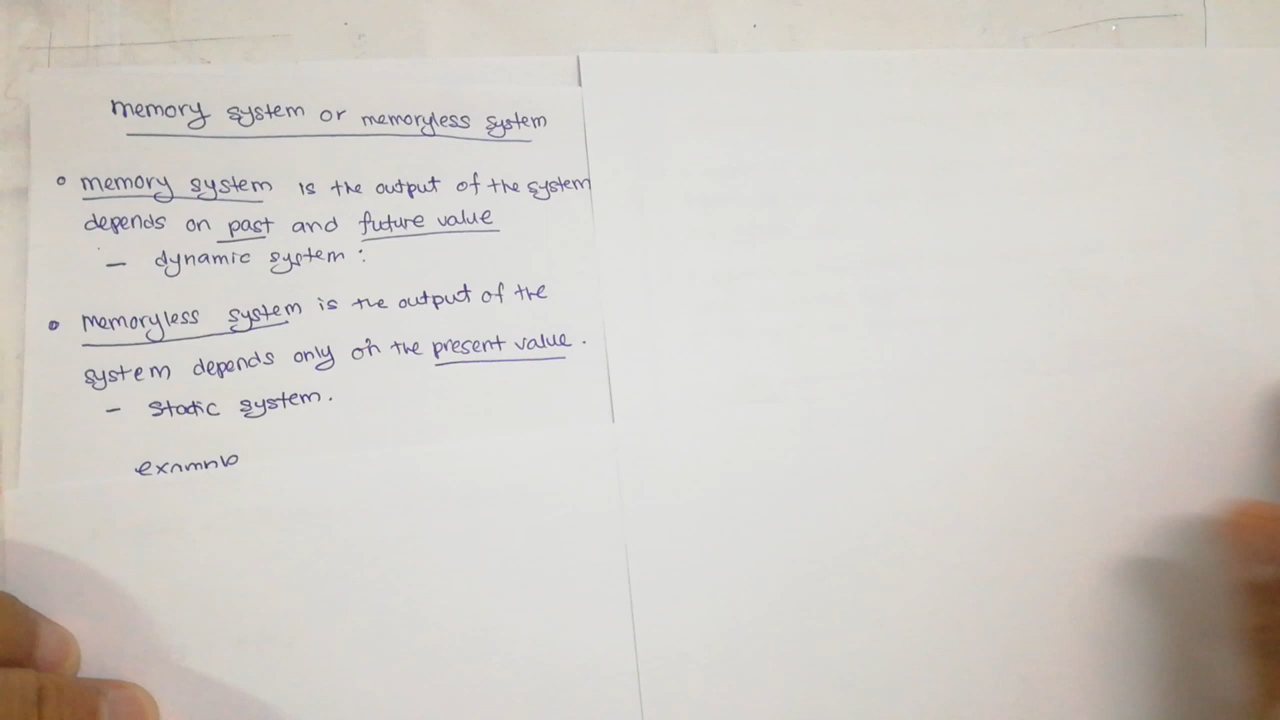 memory system or memoryless system
• memory system is the output of the system
depends on past and future value
- dynamic system :
• memoryless system is the output of the
system depends only on the present value.
- Static system.